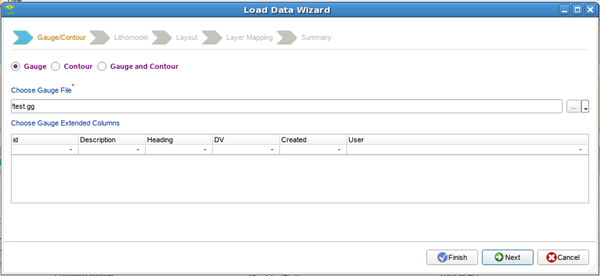 Load Data Wizard
Gauge/Contour Lithomodel Layout Layer Mapping Summary
Gauge Contour Gauge and Contour
Choose Gauge File*
/test.gg ...
Choose Gauge Extended Columns
id Description Heading DV Created User
- - - - - -
Finish Next Cancel